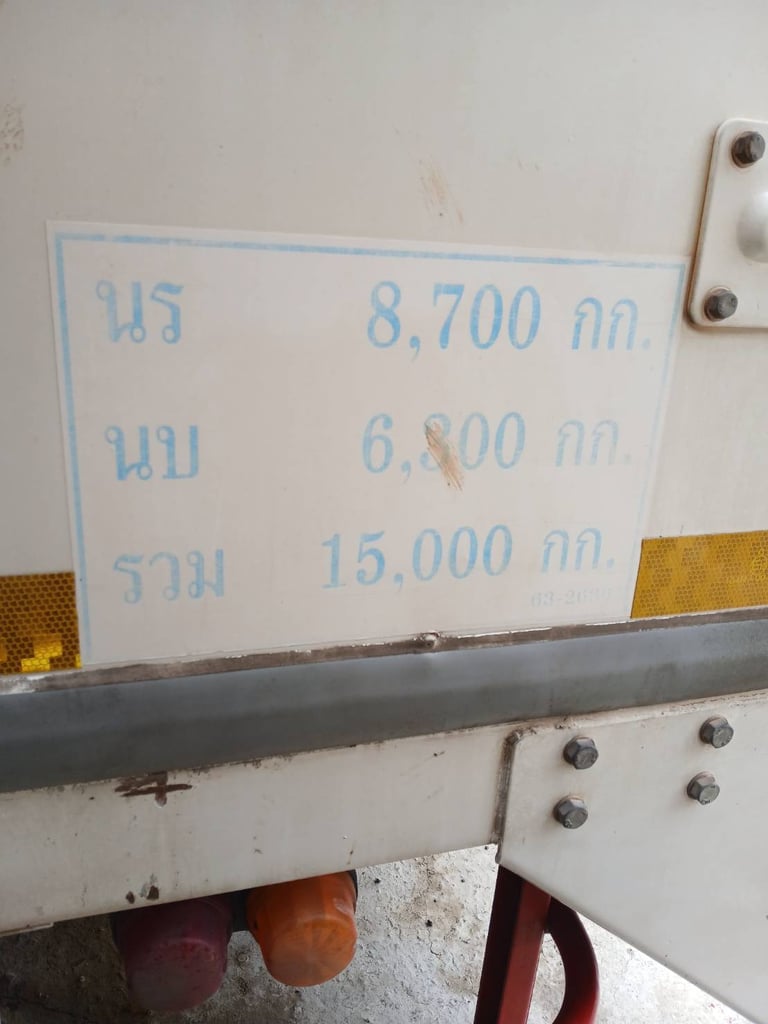 นร 8,700 กก.
นบ 6,300 กก.
รวม 15,000 กก.